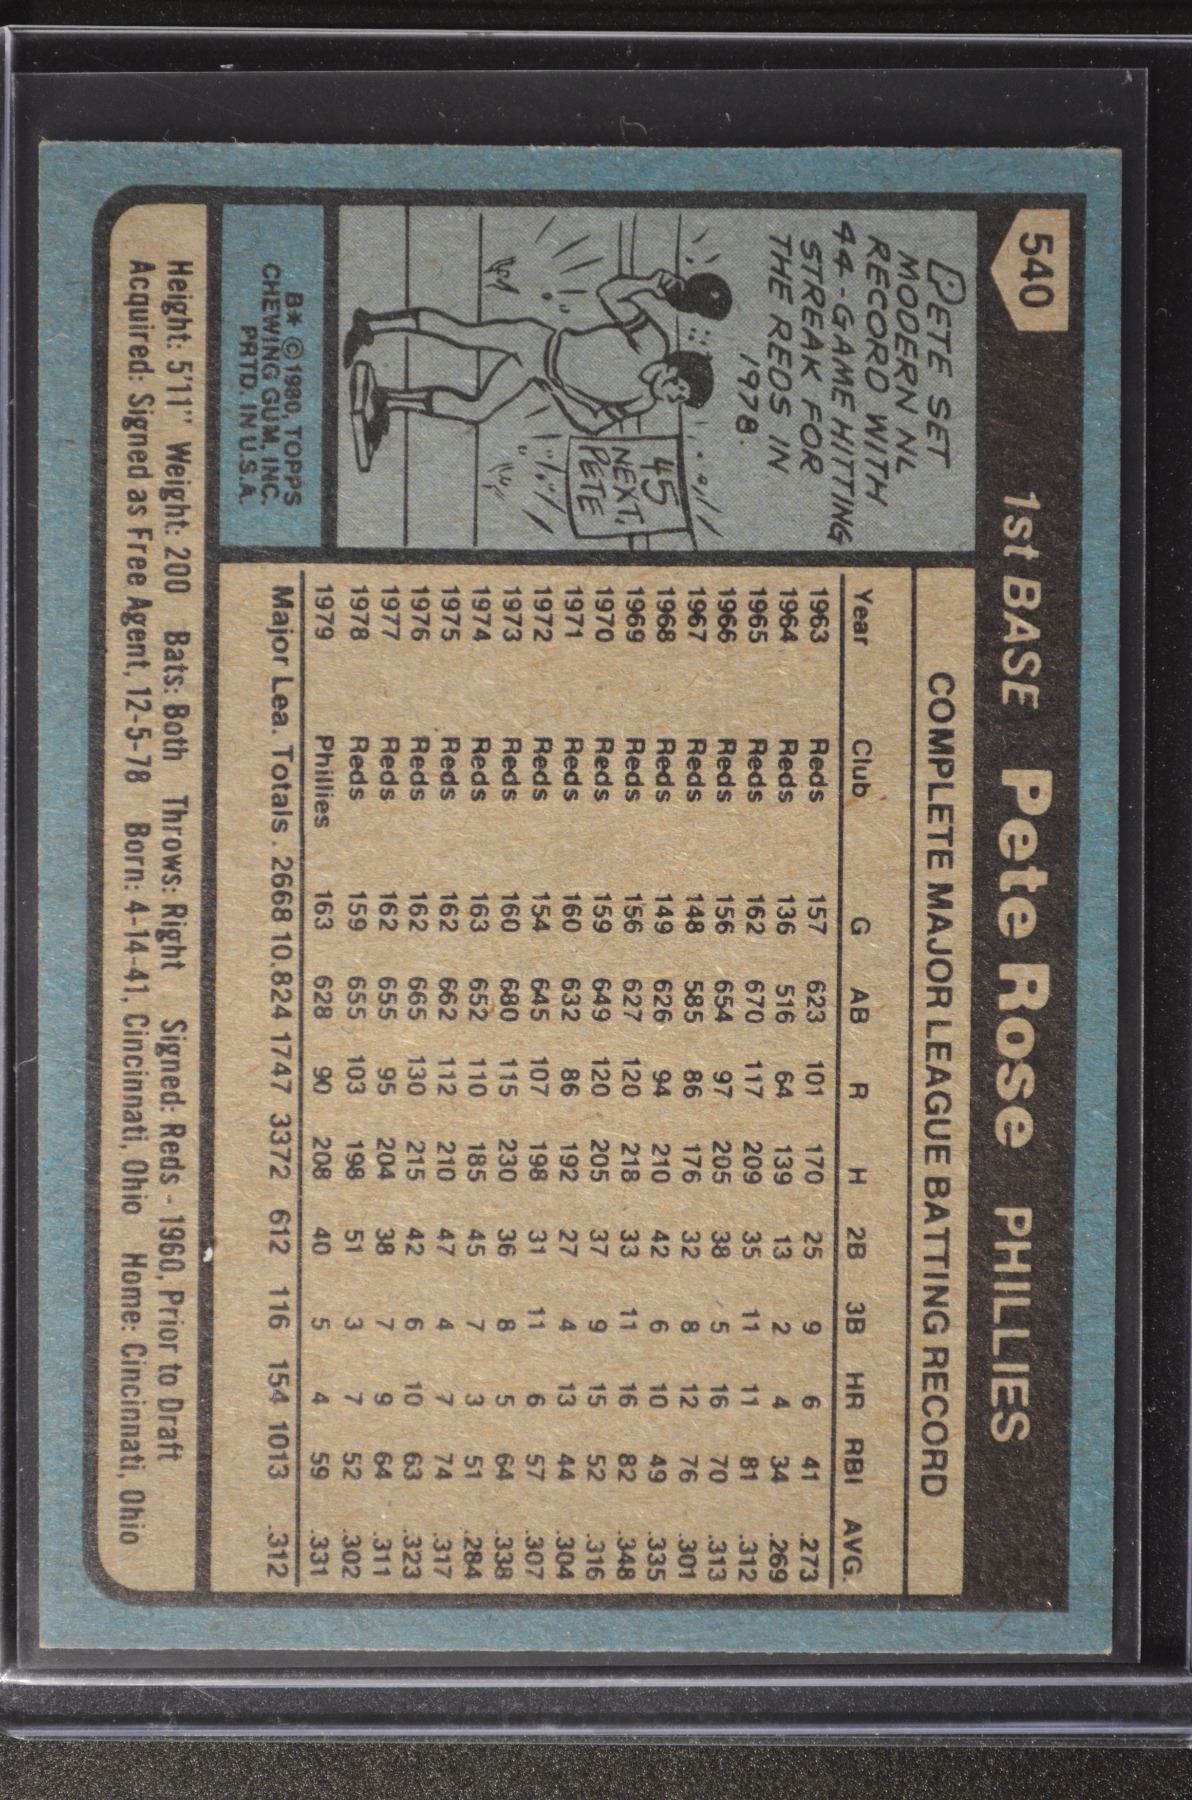 540 1st BASE Pete Rose PHILLIES
PETE SET
MODERN NL
RECORD WITH
44-GAME HITTING
STREAK FOR
THE REDS IN
1978.
45
NEXT,
PETE
B* © 1980, TOPPS
CHEWING GUM, INC.
PRTD. IN U.S.A.
COMPLETE MAJOR LEAGUE BATTING RECORD
Year Club G AB R H 2B 3B HR RBI AVG.
1963 Reds 157 623 101 170 25 9 6 41 .273
1964 Reds 136 516 64 139 13 2 4 34 .269
1965 Reds 162 670 117 209 35 11 11 81 .312
1966 Reds 156 654 97 205 38 5 16 70 .313
1967 Reds 148 585 86 176 32 8 12 76 .301
1968 Reds 149 626 94 210 42 6 10 49 .335
1969 Reds 156 627 120 218 33 11 16 82 .348
1970 Reds 159 649 120 205 37 9 15 52 .316
1971 Reds 160 632 86 192 27 4 13 44 .304
1972 Reds 154 645 107 198 31 11 6 57 .307
1973 Reds 160 680 115 230 36 8 5 64 .338
1974 Reds 163 652 110 185 45 7 3 51 .284
1975 Reds 162 662 112 210 47 4 7 74 .317
1976 Reds 162 665 130 215 42 6 10 63 .323
1977 Reds 162 655 95 204 38 7 9 64 .311
1978 Reds 159 655 103 198 51 3 7 52 .302
1979 Phillies 163 628 90 208 40 5 4 59 .331
Major Lea. Totals . 2668 10,824 1747 3372 612 116 154 1013 .312
Height: 5'11" Weight: 200 Bats: Both Throws: Right Signed: Reds - 1960, Prior to Draft
Acquired: Signed as Free Agent, 12-5-78 Born: 4-14-41, Cincinnati, Ohio Home: Cincinnati, Ohio